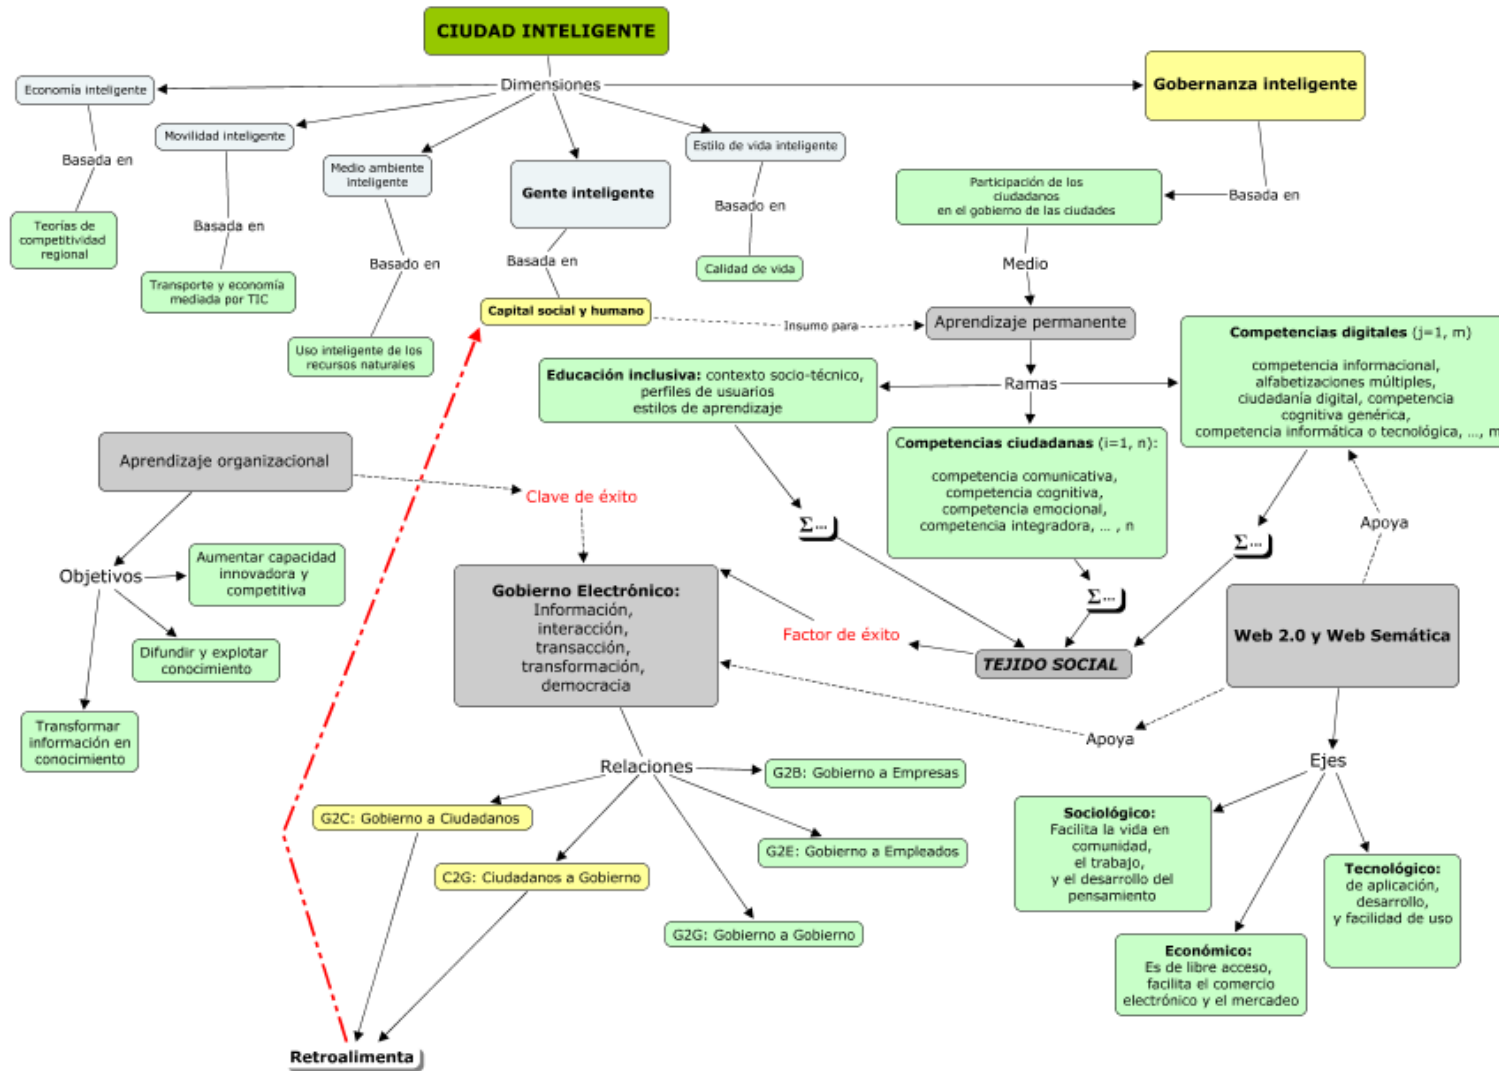 CIUDAD INTELIGENTE
Dimensiones
Economía inteligente
Movilidad inteligente
Medio ambiente
inteligente
Gente inteligente
Estilo de vida inteligente
Gobernanza inteligente
Basada en
Basada en
Basado en
Basada en
Basado en
Basada en
Teorías de
competitividad
regional
Transporte y economía
mediada por TIC
Uso inteligente de los
recursos naturales
Capital social y humano
Calidad de vida
Participación de los
ciudadanos
en el gobierno de las ciudades
Medio
Insumo para
Aprendizaje permanente
Ramas
Educación inclusiva: contexto socio-técnico,
perfiles de usuarios
estilos de aprendizaje
Competencias ciudadanas (i=1, n):
competencia comunicativa,
competencia cognitiva,
competencia emocional,
competencia integradora, ... , n
Competencias digitales (j=1, m)
competencia informacional,
alfabetizaciones múltiples,
ciudadanía digital, competencia
cognitiva genérica,
competencia informática o tecnológica, ..., m
Σ...
Σ...
Σ...
Aprendizaje organizacional
Clave de éxito
Objetivos
Aumentar capacidad
innovadora y
competitiva
Difundir y explotar
conocimiento
Transformar
información en
conocimiento
Gobierno Electrónico:
Información,
interacción,
transacción,
transformación,
democracia
Factor de éxito
TEJIDO SOCIAL
Apoya
Web 2.0 y Web Semática
Apoya
Relaciones
G2B: Gobierno a Empresas
G2C: Gobierno a Ciudadanos
G2E: Gobierno a Empleados
C2G: Ciudadanos a Gobierno
G2G: Gobierno a Gobierno
Ejes
Sociológico:
Facilita la vida en
comunidad,
el trabajo,
y el desarrollo del
pensamiento
Tecnológico:
de aplicación,
desarrollo,
y facilidad de uso
Económico:
Es de libre acceso,
facilita el comercio
electrónico y el mercadeo
Retroalimenta